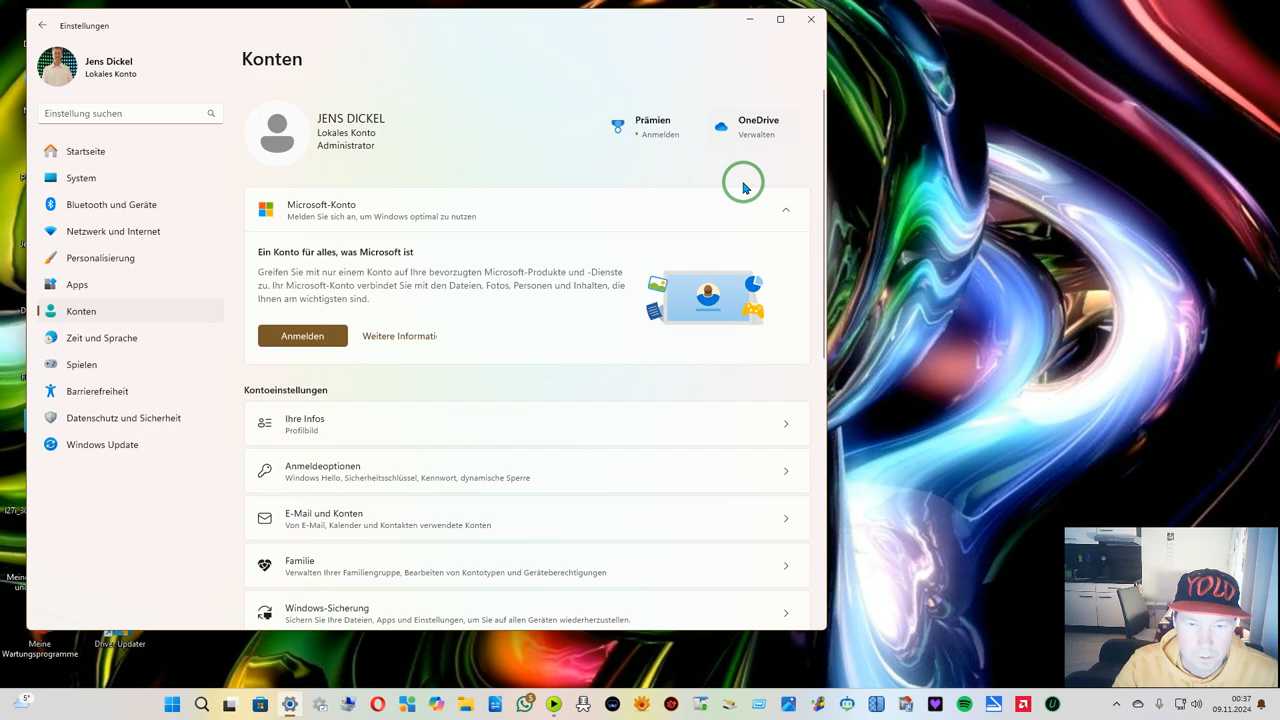 Einstellungen
Jens Dickel
Lokales Konto
Einstellung suchen
Startseite
System
Bluetooth und Geräte
Netzwerk und Internet
Personalisierung
Apps
Konten
Zeit und Sprache
Spielen
Barrierefreiheit
Datenschutz und Sicherheit
Windows Update
Konten
JENS DICKEL
Lokales Konto
Administrator
Prämien
• Anmelden
OneDrive
Verwalten
Microsoft-Konto
Melden Sie sich an, um Windows optimal zu nutzen
Ein Konto für alles, was Microsoft ist
Greifen Sie mit nur einem Konto auf Ihre bevorzugten Microsoft-Produkte und -Dienste
zu. Ihr Microsoft-Konto verbindet Sie mit den Dateien, Fotos, Personen und Inhalten, die
Ihnen am wichtigsten sind.
Anmelden
Weitere Informati
Kontoeinstellungen
Ihre Infos
Profilbild
Anmeldeoptionen
Windows Hello, Sicherheitsschlüssel, Kennwort, dynamische Sperre
E-Mail und Konten
Von E-Mail, Kalender und Kontakten verwendete Konten
Familie
Verwalten Ihrer Familiengruppe, Bearbeiten von Kontotypen und Geräteberechtigungen
Windows-Sicherung
Sichern Sie Ihre Dateien, Apps und Einstellungen, um Sie auf allen Geräten wiederherzustellen.
Meine
Wartungsprogramme
Driver Updater
YOLO
5°
5
00:37
09.11.2024